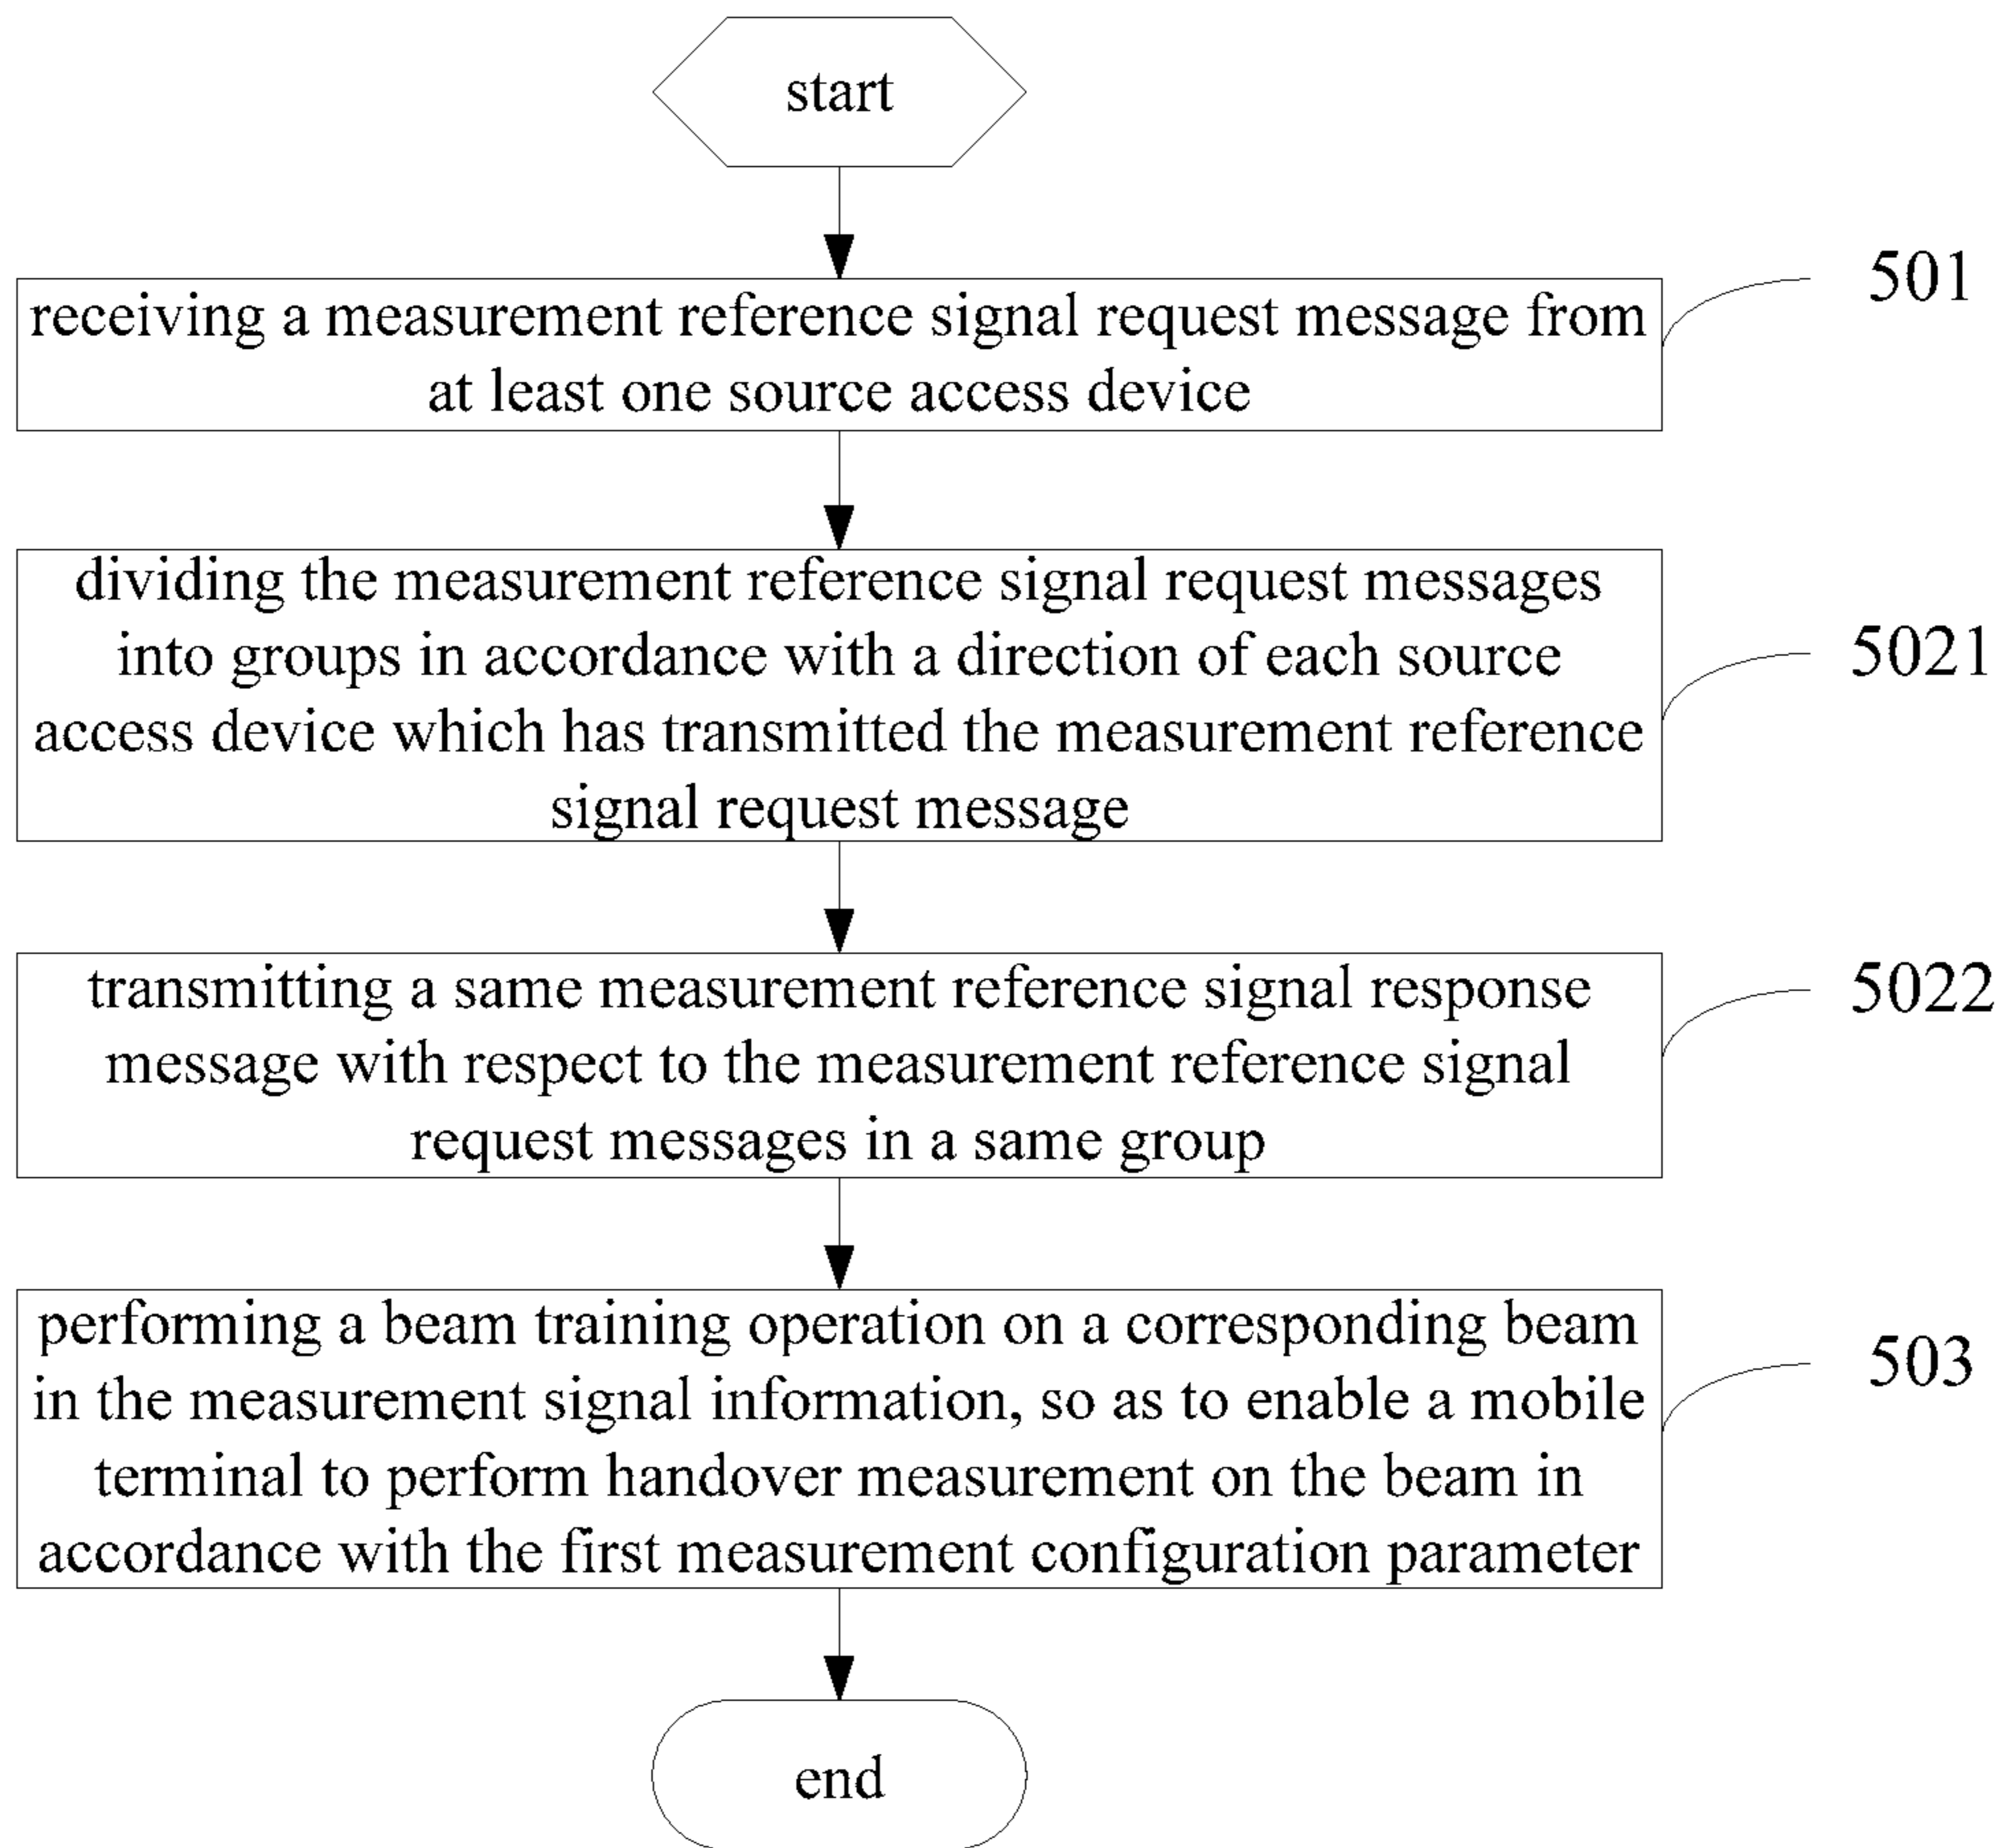 start
501
receiving a measurement reference signal request message from
at least one source access device
dividing the measurement reference signal request messages
into groups in accordance with a direction of each source
access device which has transmitted the measurement reference
signal request message
5021
transmitting a same measurement reference signal response
message with respect to the measurement reference signal
request messages in a same group
5022
performing a beam training operation on a corresponding beam
in the measurement signal information, so as to enable a mobile
terminal to perform handover measurement on the beam in
accordance with the first measurement configuration parameter
503
end